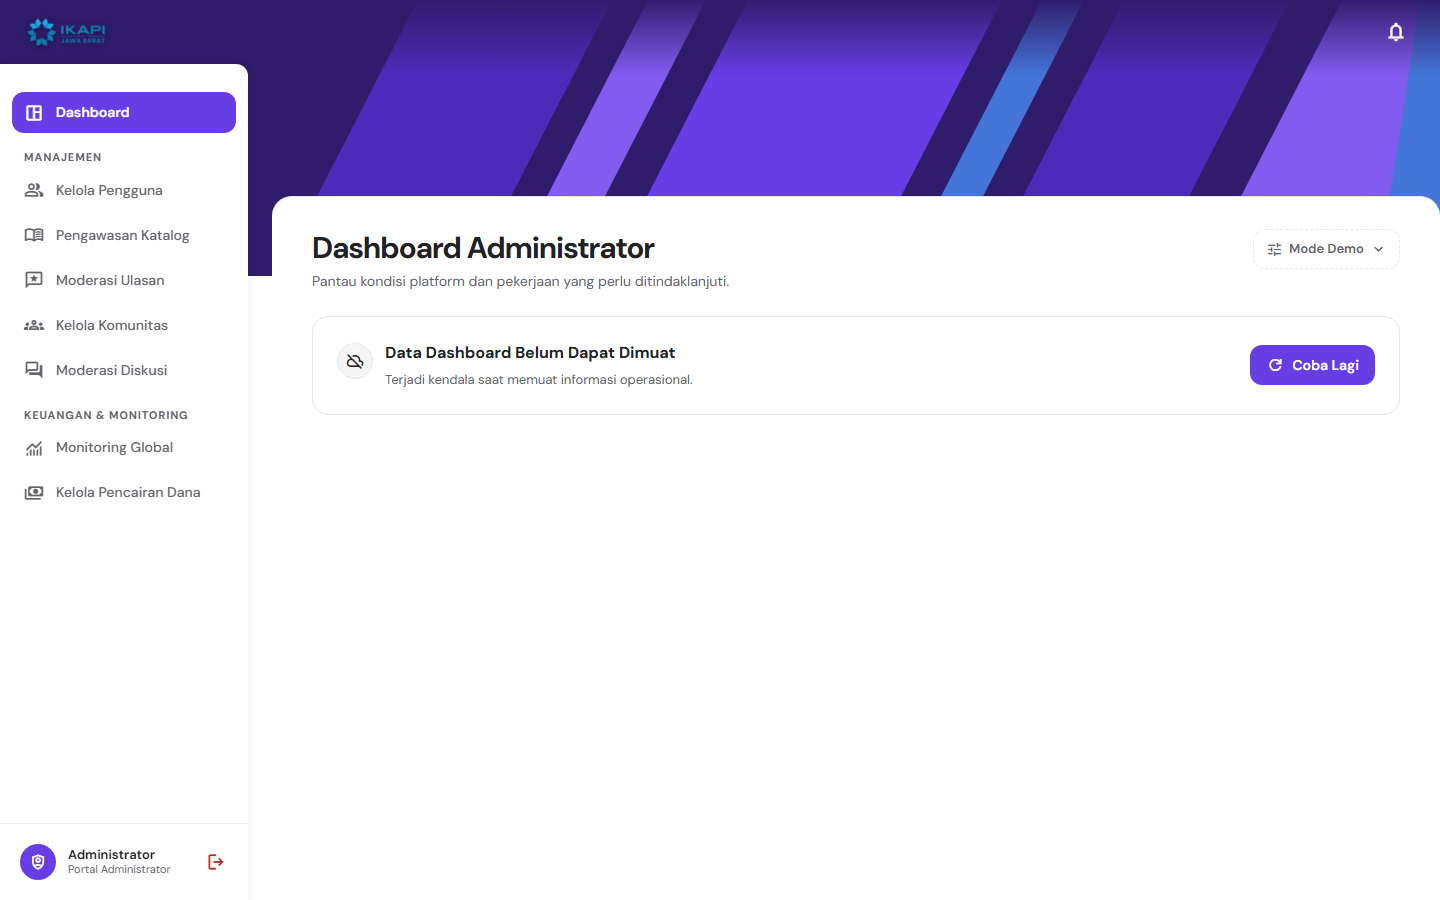 IKAPI
JAWA BARAT
Dashboard
MANAJEMEN
Kelola Pengguna
Pengawasan Katalog
Moderasi Ulasan
Kelola Komunitas
Moderasi Diskusi
KEUANGAN & MONITORING
Monitoring Global
Kelola Pencairan Dana
Administrator
Portal Administrator
Dashboard Administrator
Mode Demo
Pantau kondisi platform dan pekerjaan yang perlu ditindaklanjuti.
Data Dashboard Belum Dapat Dimuat
Terjadi kendala saat memuat informasi operasional.
Coba Lagi